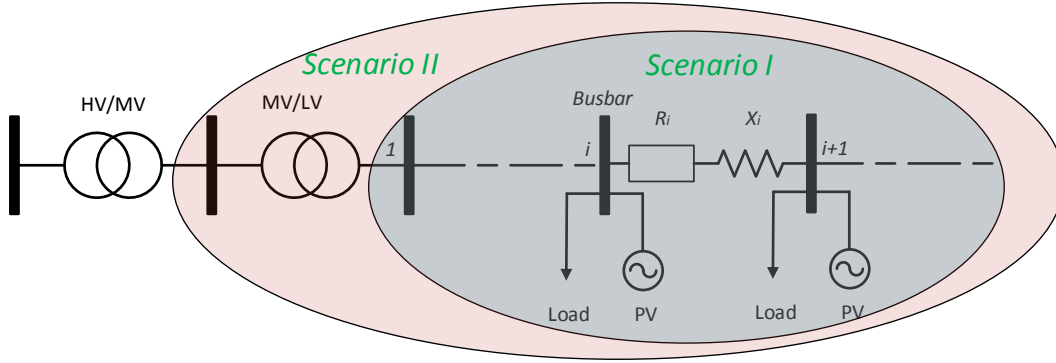 Scenario II
Scenario I
HV/MV
MV/LV
Busbar
Ri
Xi
1
i
i+1
Load
PV
Load
PV